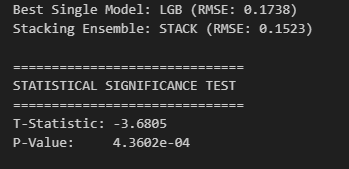 Best Single Model: LGB (RMSE: 0.1738)
Stacking Ensemble: STACK (RMSE: 0.1523)
==============================
STATISTICAL SIGNIFICANCE TEST
==============================
T-Statistic: -3.6805
P-Value:     4.3602e-04